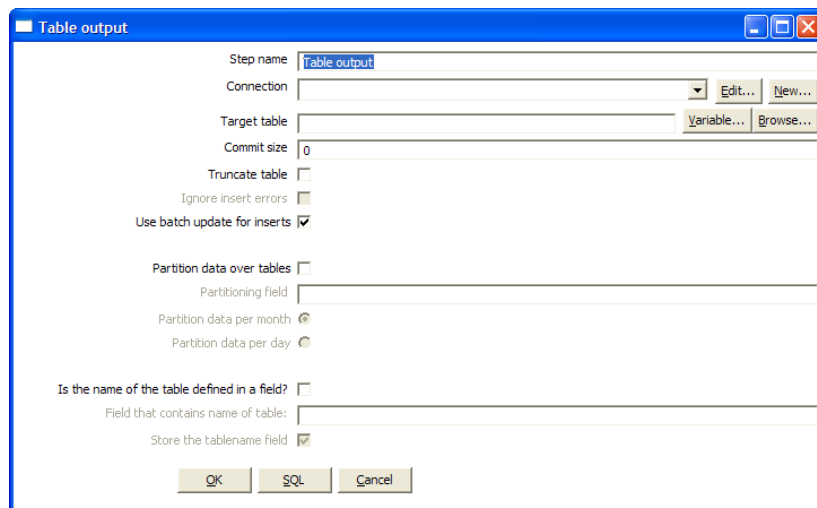 Table output
Step name Table output
Connection Edit... New...
Target table Variable... Browse...
Commit size 0
Truncate table
Ignore insert errors
Use batch update for inserts
Partition data over tables
Partitioning field
Partition data per month
Partition data per day
Is the name of the table defined in a field?
Field that contains name of table:
Store the tablename field
OK SQL Cancel